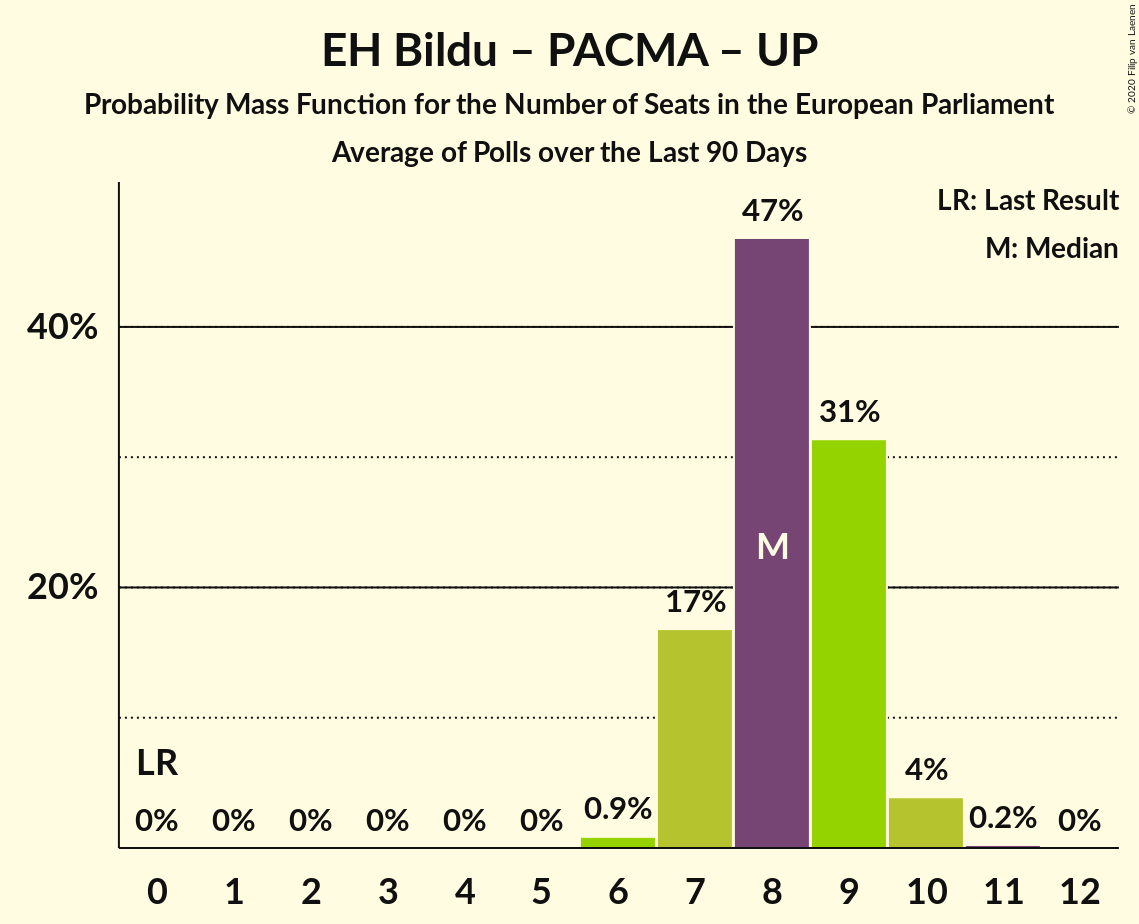 EH Bildu – PACMA – UP
Probability Mass Function for the Number of Seats in the European Parliament
Average of Polls over the Last 90 Days
© 2020 Filip van Laenen
LR: Last Result
M: Median
47%
40%
31%
M
20%
17%
LR
4%
0% 0% 0% 0% 0% 0% 0.9% 0.2% 0%
0 1 2 3 4 5 6 7 8 9 10 11 12